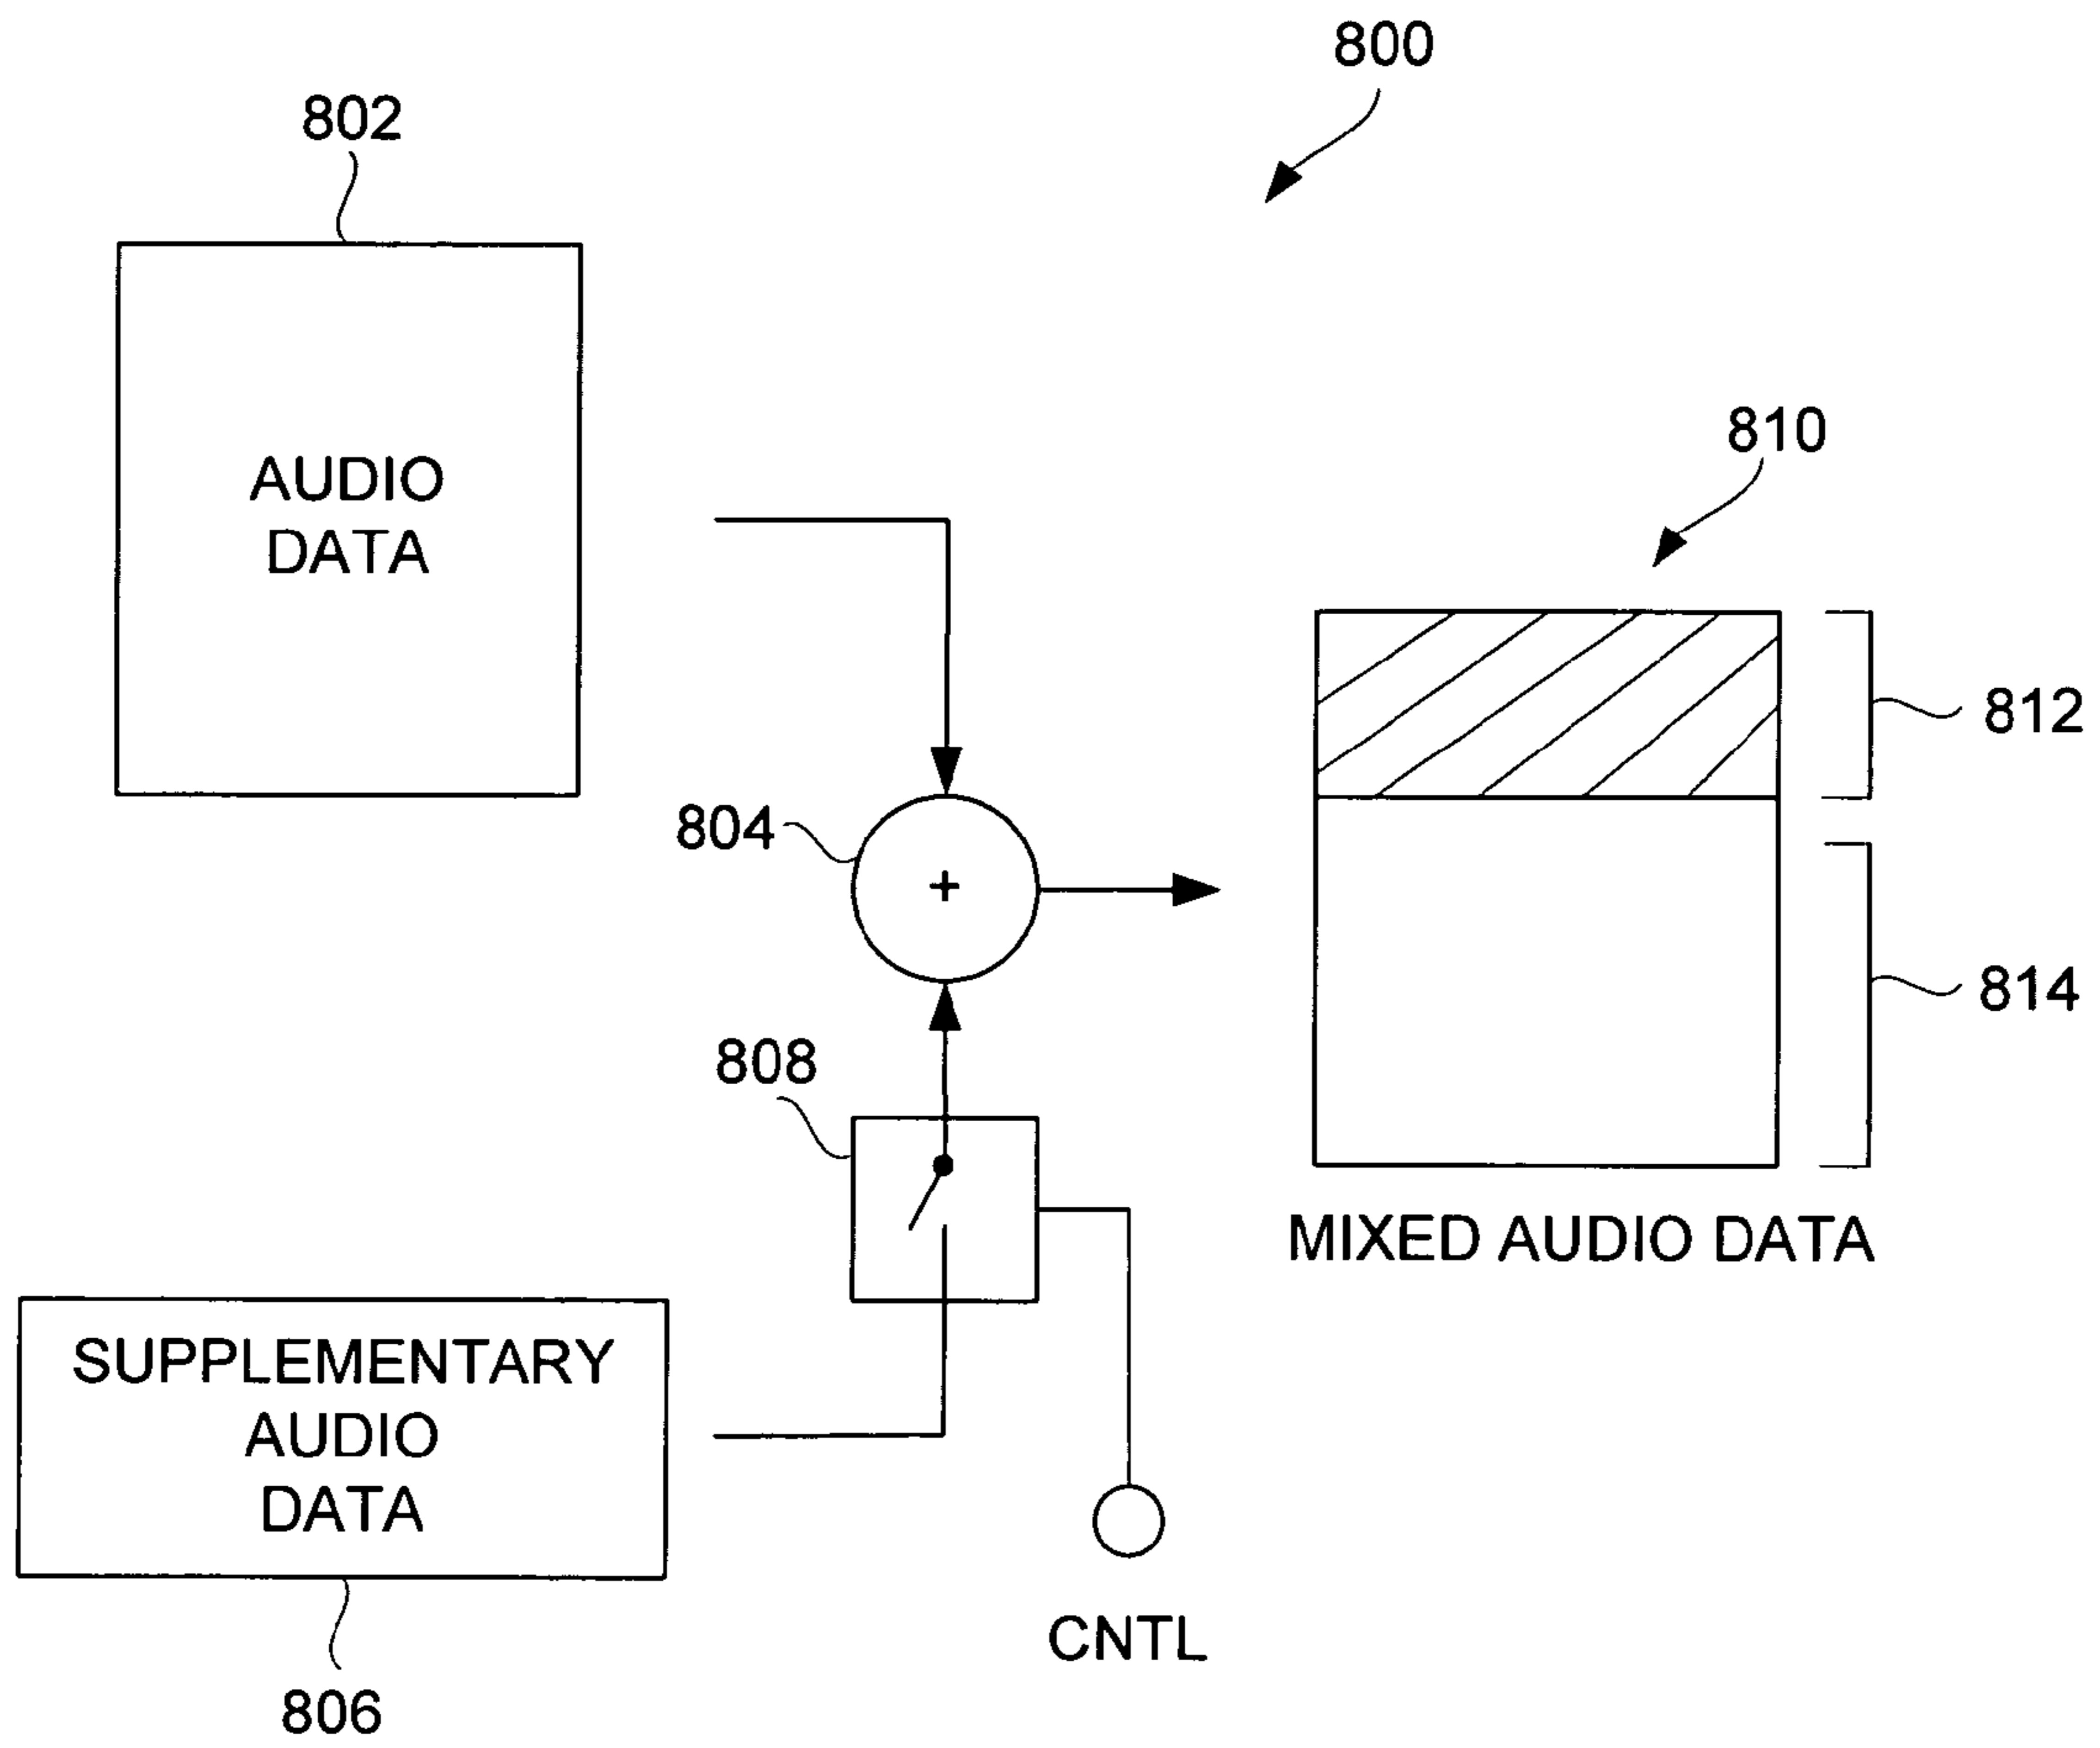 800
802
AUDIO
DATA
810
812
804
814
808
MIXED AUDIO DATA
SUPPLEMENTARY
AUDIO
DATA
CNTL
806
+